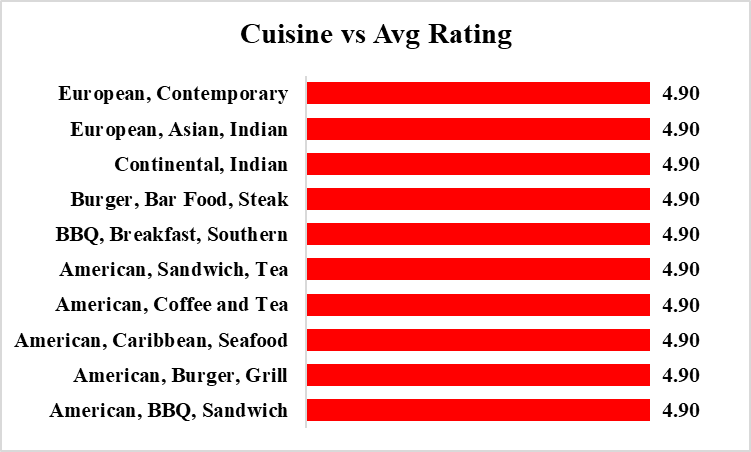 Cuisine vs Avg Rating
European, Contemporary 4.90
European, Asian, Indian 4.90
Continental, Indian 4.90
Burger, Bar Food, Steak 4.90
BBQ, Breakfast, Southern 4.90
American, Sandwich, Tea 4.90
American, Coffee and Tea 4.90
American, Caribbean, Seafood 4.90
American, Burger, Grill 4.90
American, BBQ, Sandwich 4.90